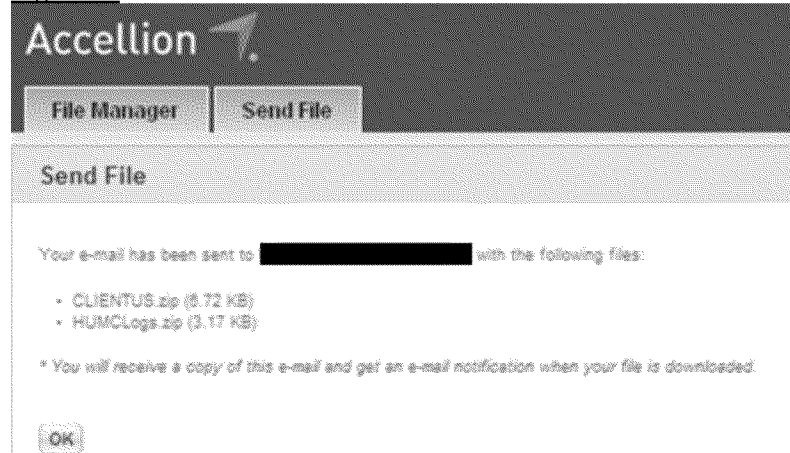 Accellion
File Manager
Send File
Send File
Your e-mail has been sent to with the following files:
• CLIENTUS.zip (6.72 KB)
• HUMCLogs.zip (3.17 KB)
* You will receive a copy of this e-mail and get an e-mail notification when your file is downloaded.
OK